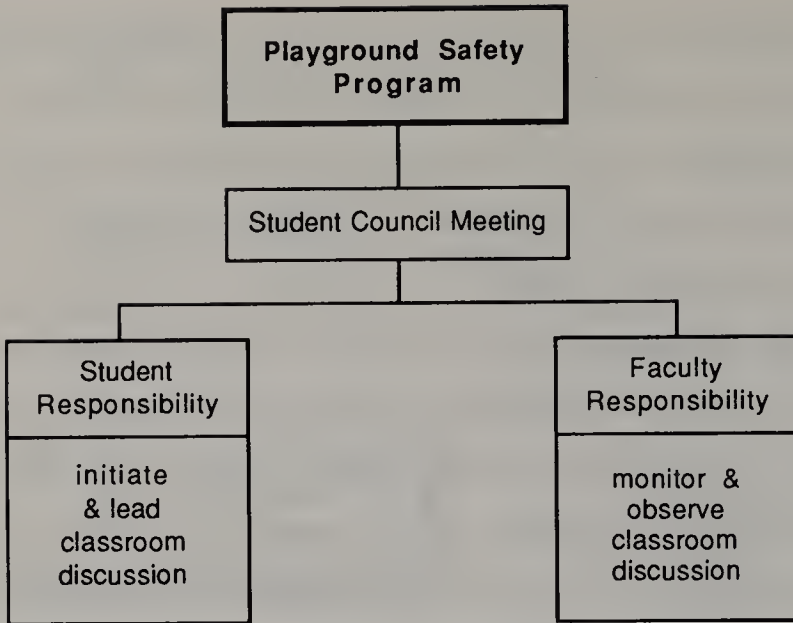 Playground Safety
Program
Student Council Meeting
Student
Responsibility
initiate
& lead
classroom
discussion
Faculty
Responsibility
monitor &
observe
classroom
discussion